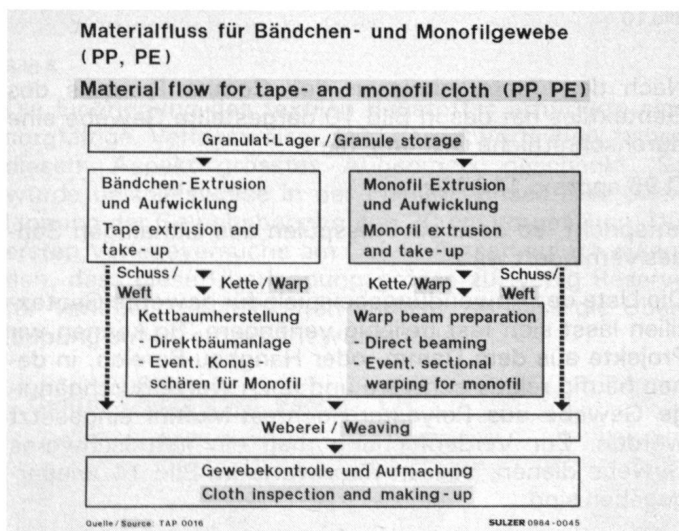 Materialfluss für Bändchen- und Monofilgewebe
(PP, PE)
Material flow for tape- and monofil cloth (PP, PE)
Granulat-Lager / Granule storage
Bändchen Extrusion
und Aufwicklung
Tape extrusion and
take-up
Monofil Extrusion
und Aufwicklung
Monofil extrusion
and take-up
Schuss/
Weft
Kette/Warp
Kette/Warp
Schuss/
Weft
Kettbaumherstellung
- Direktbäumanlage
- Event. Konus-
schären für Monofil
Warp beam preparation
- Direct beaming
- Event. sectional
warping for monofil
Weberei / Weaving
Gewebekontrolle und Aufmachung
Cloth inspection and making-up
Quelle / Source: TAP 0016
SULZER 0984-0045